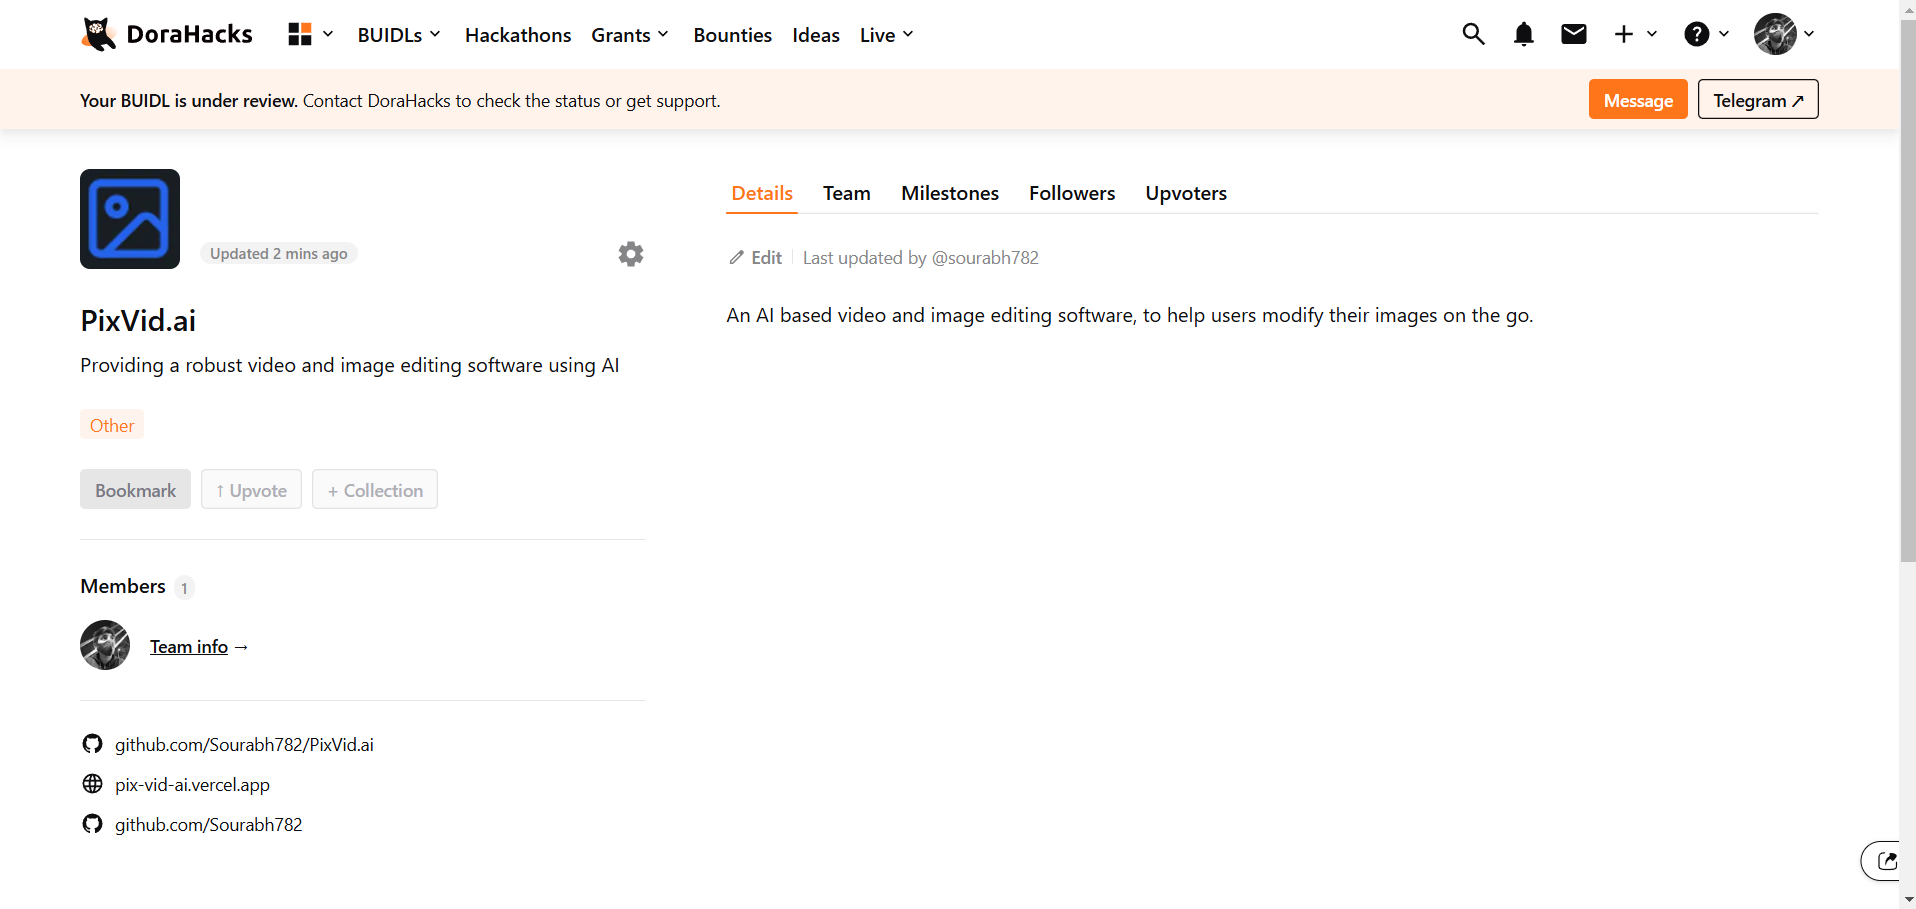 DoraHacks
BUIDLs
Hackathons
Grants
Bounties
Ideas
Live
Your BUIDL is under review. Contact DoraHacks to check the status or get support.
Message
Telegram ↗
Updated 2 mins ago
PixVid.ai
Providing a robust video and image editing software using AI
Other
Bookmark
↑ Upvote
+ Collection
Members 1
Team info →
github.com/Sourabh782/PixVid.ai
pix-vid-ai.vercel.app
github.com/Sourabh782
Details
Team
Milestones
Followers
Upvoters
Edit
Last updated by @sourabh782
An AI based video and image editing software, to help users modify their images on the go.